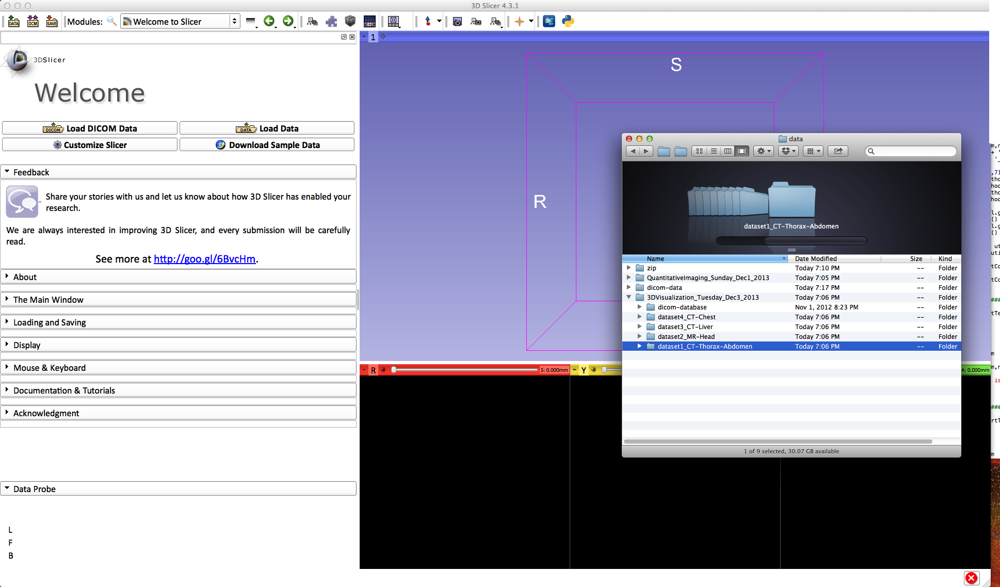 3D Slicer 4.3.1
DATA DCM SAVE Modules: Welcome to Slicer
1
3DSlicer
Welcome
DICOM Load DICOM Data DATA Load Data
Customize Slicer Download Sample Data
Feedback
Share your stories with us and let us know about how 3D Slicer has enabled your
research.
We are always interested in improving 3D Slicer, and every submission will be carefully
read.
See more at http://goo.gl/6BvcHm.
About
The Main Window
Loading and Saving
Display
Mouse & Keyboard
Documentation & Tutorials
Acknowledgment
Data Probe
L
F
B
S
R
R S: 0.000mm Y A: 0.000mm
data
dataset1_CT-Thorax-Abdomen
Name Date Modified Size Kind
zip Today 7:10 PM -- Folder
QuantitativeImaging_Sunday_Dec1_2013 Today 7:05 PM -- Folder
dicom-data Today 7:17 PM -- Folder
3DVisualization_Tuesday_Dec3_2013 Today 7:06 PM -- Folder
dicom-database Nov 1, 2012 8:23 PM -- Folder
dataset4_CT-Chest Today 7:06 PM -- Folder
dataset3_CT-Liver Today 7:06 PM -- Folder
dataset2_MR-Head Today 7:06 PM -- Folder
dataset1_CT-Thorax-Abdomen Today 7:06 PM -- Folder
1 of 9 selected, 30.07 GB available